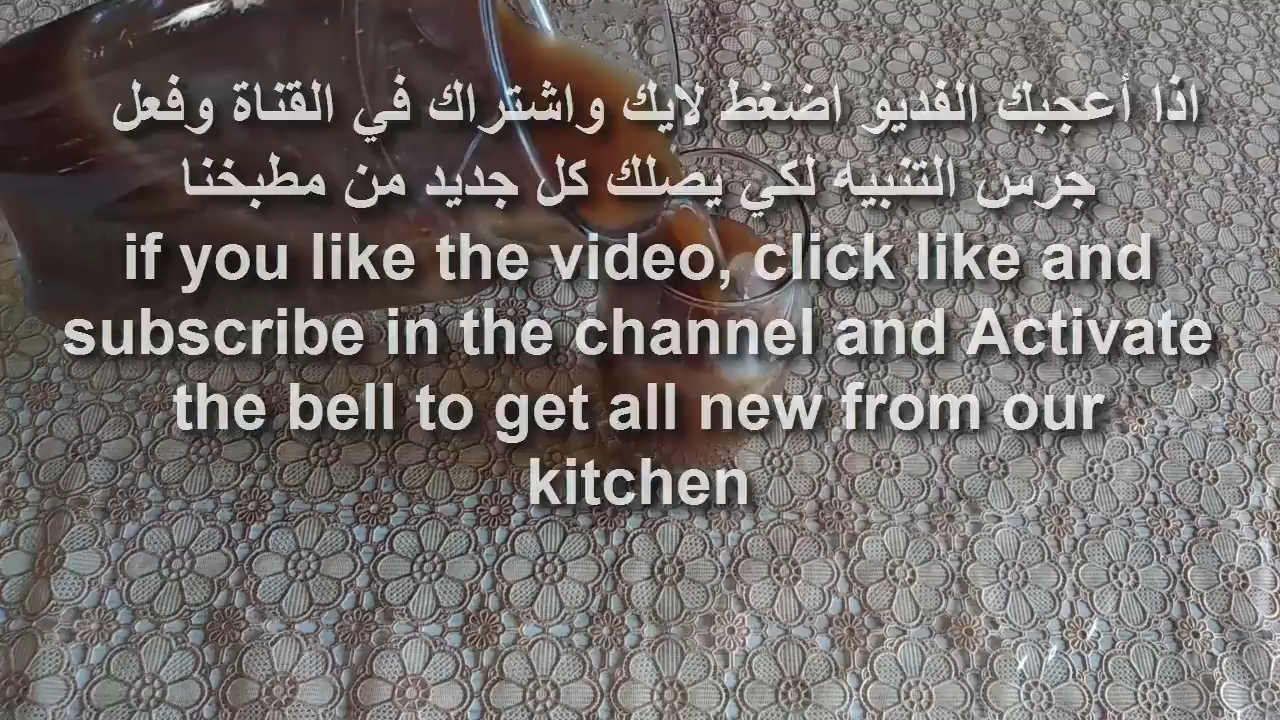 اذا أعجبك الفديو اضغط لايك واشتراك في القناة وفعل
جرس التنبيه لكي يصلك كل جديد من مطبخنا
if you like the video, click like and
subscribe in the channel and Activate
the bell to get all new from our
kitchen